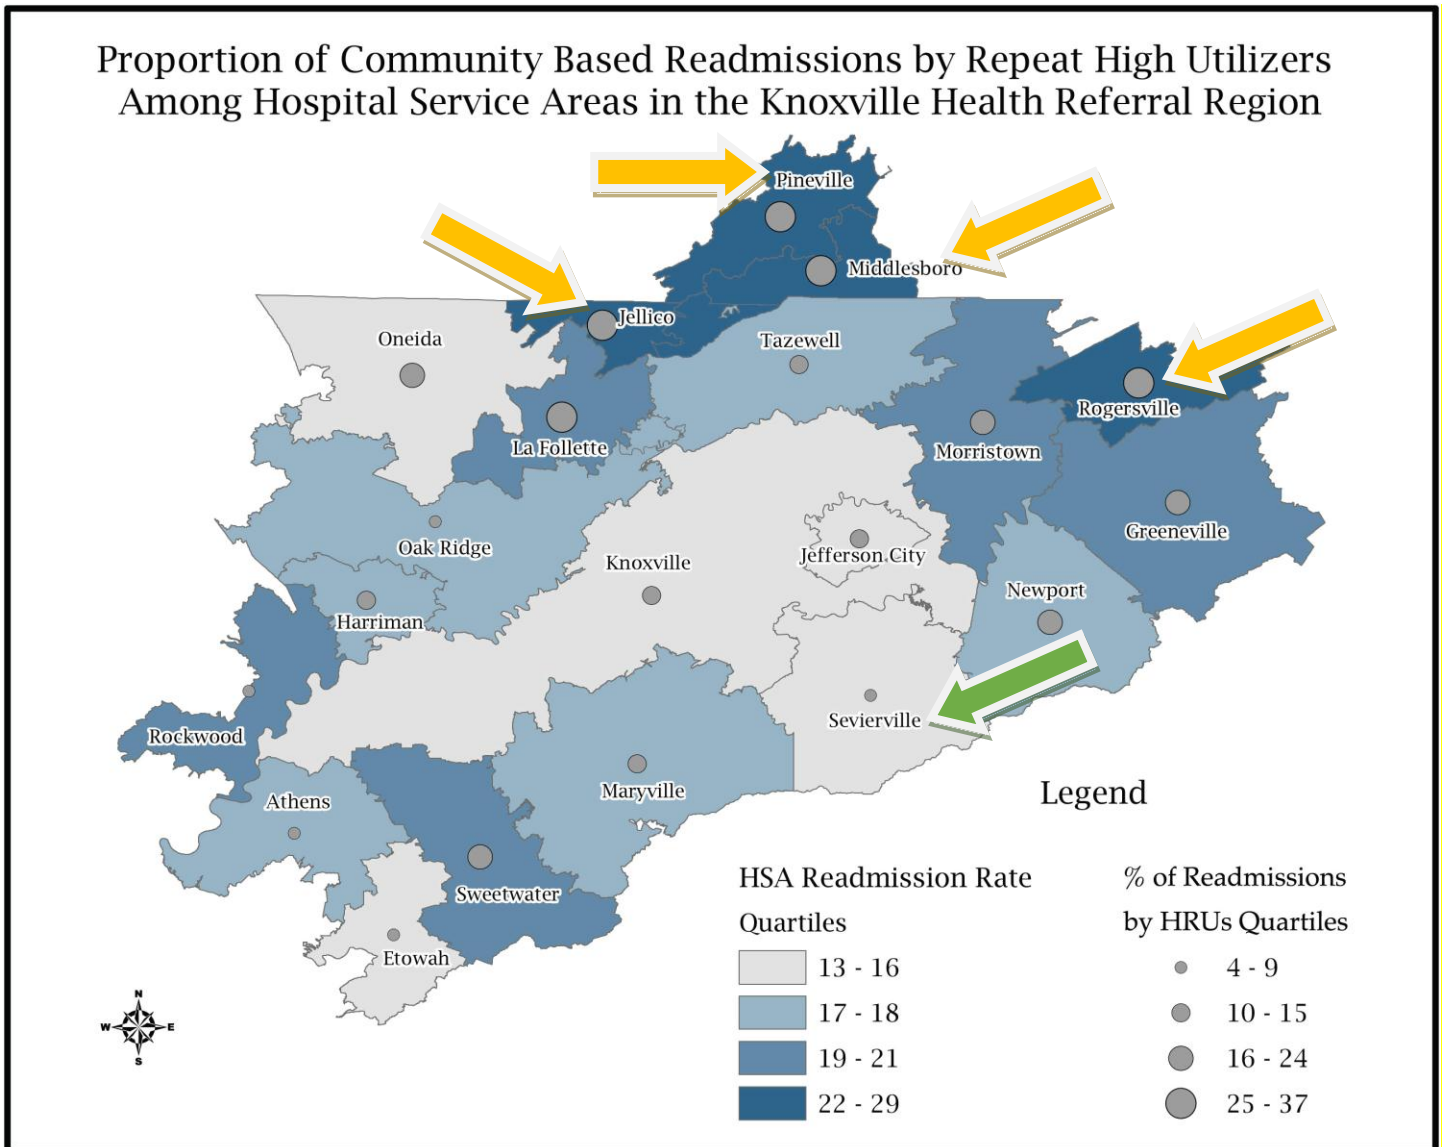 Proportion of Community Based Readmissions by Repeat High Utilizers
Among Hospital Service Areas in the Knoxville Health Referral Region
Pineville
Middlesboro
Jellico
Oneida
Tazewell
Rogersville
La Follette
Morristown
Greeneville
Oak Ridge
Jefferson City
Knoxville
Newport
Harriman
Sevierville
Rockwood
Maryville
Athens
Sweetwater
Etowah
N
W
E
S
Legend
HSA Readmission Rate
Quartiles
13 - 16
17 - 18
19 - 21
22 - 29
% of Readmissions
by HRUs Quartiles
4 - 9
10 - 15
16 - 24
25 - 37